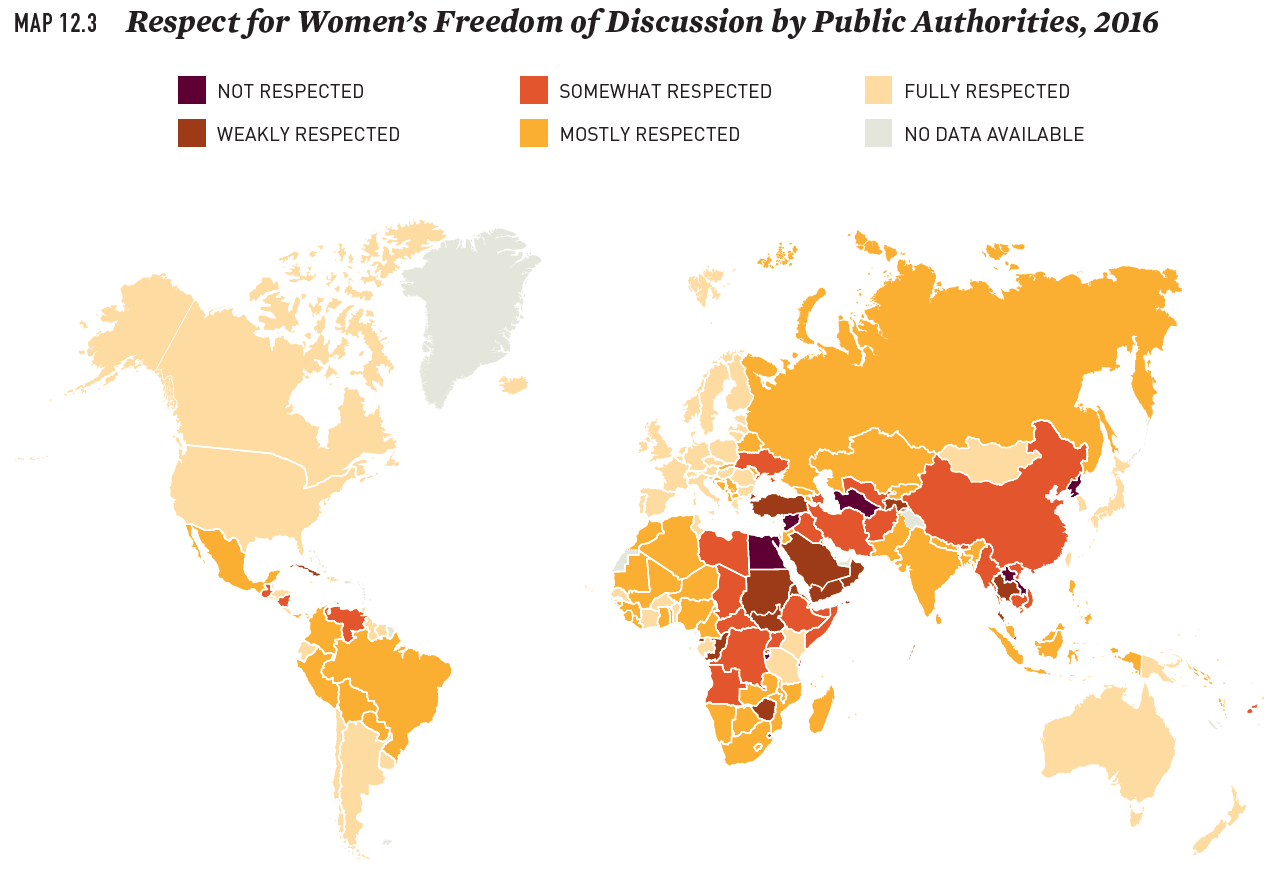 MAP 12.3 Respect for Women's Freedom of Discussion by Public Authorities, 2016
NOT RESPECTED SOMEWHAT RESPECTED FULLY RESPECTED
WEAKLY RESPECTED MOSTLY RESPECTED NO DATA AVAILABLE